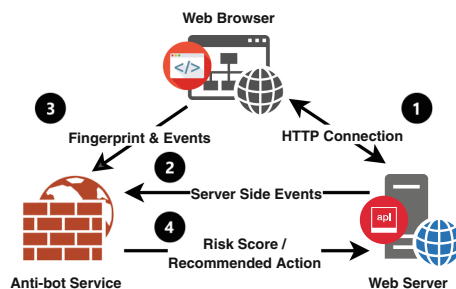 Web Browser
</>
3
1
Fingerprint & Events
HTTP Connection
2
Server Side Events
apl
4
Risk Score /
Recommended Action
Anti-bot Service
Web Server